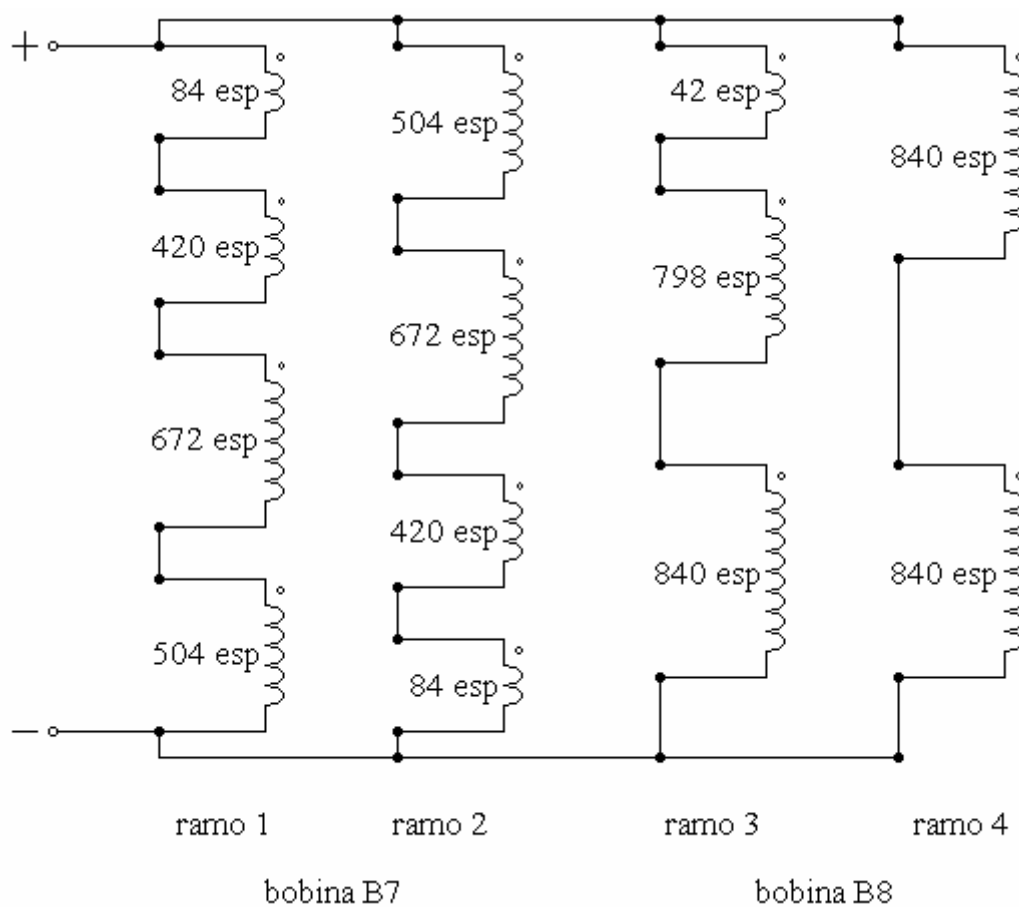 +
84 esp
504 esp
42 esp
840 esp
420 esp
798 esp
672 esp
672 esp
504 esp
420 esp
840 esp
840 esp
84 esp
−
ramo 1 ramo 2 ramo 3 ramo 4
bobina B7 bobina B8